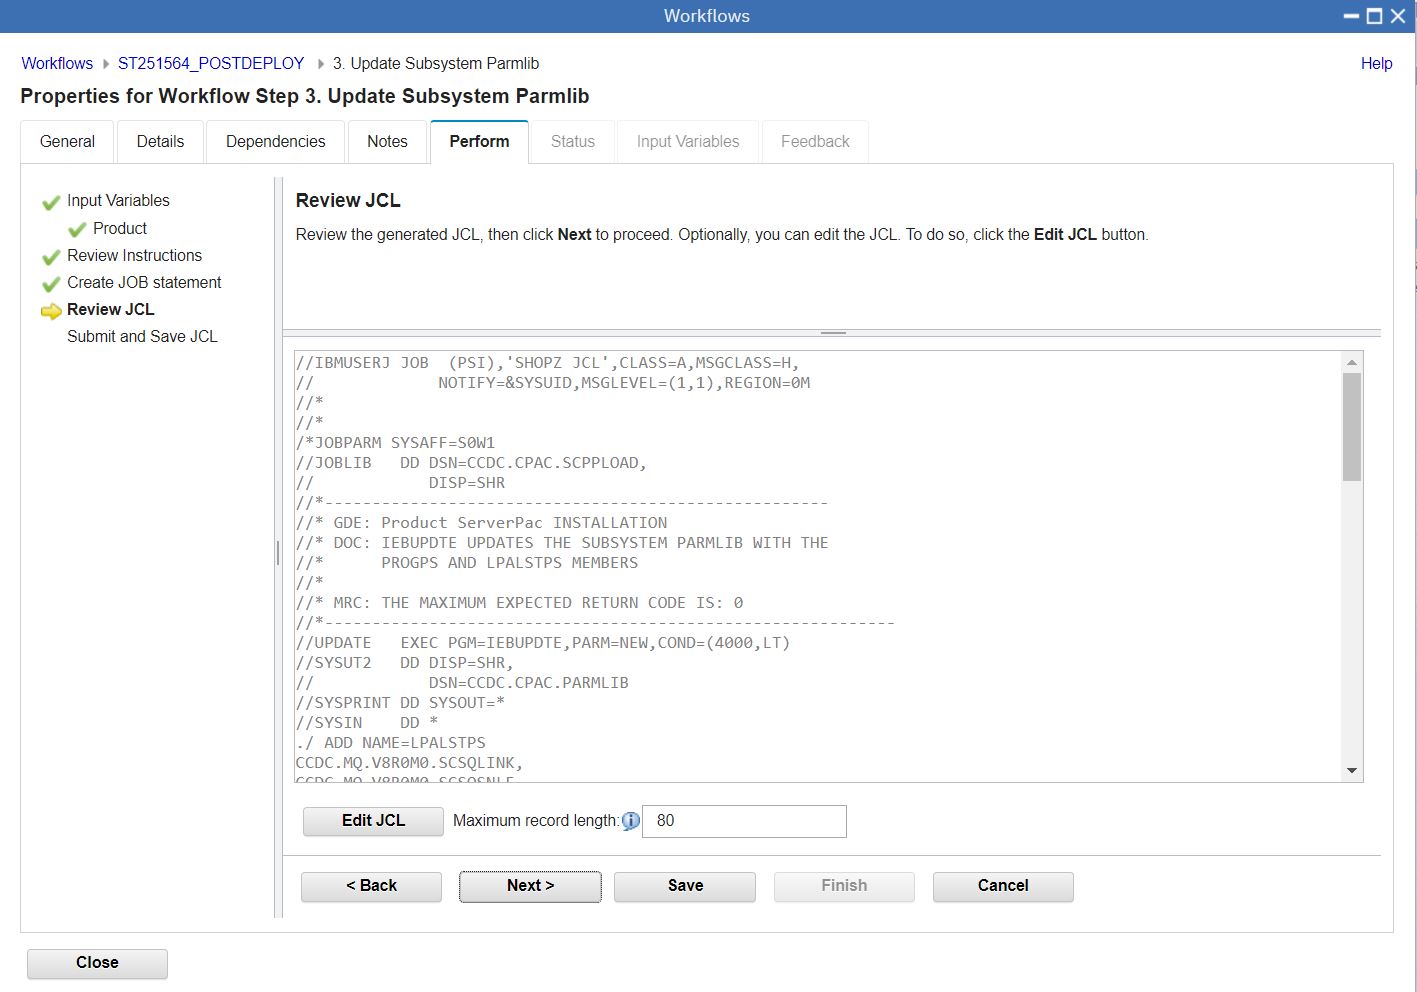 Workflows
Workflows ST251564_POSTDEPLOY 3. Update Subsystem Parmlib Help
Properties for Workflow Step 3. Update Subsystem Parmlib
General Details Dependencies Notes Perform Status Input Variables Feedback
Input Variables
Product
Review Instructions
Create JOB statement
Review JCL
Submit and Save JCL
Review JCL
Review the generated JCL, then click Next to proceed. Optionally, you can edit the JCL. To do so, click the Edit JCL button.
//IBMUSERJ JOB  (PSI),'SHOPZ JCL',CLASS=A,MSGCLASS=H,
//             NOTIFY=&SYSUID,MSGLEVEL=(1,1),REGION=0M
//*
//*
/*JOBPARM SYSAFF=S0W1
//JOBLIB   DD DSN=CCDC.CPAC.SCPPLOAD,
//            DISP=SHR
//*-----------------------------------------------------
//* GDE: Product ServerPac INSTALLATION
//* DOC: IEBUPDTE UPDATES THE SUBSYSTEM PARMLIB WITH THE
//*      PROGPS AND LPALSTPS MEMBERS
//*
//* MRC: THE MAXIMUM EXPECTED RETURN CODE IS: 0
//*------------------------------------------------------------
//UPDATE   EXEC PGM=IEBUPDTE,PARM=NEW,COND=(4000,LT)
//SYSUT2   DD DISP=SHR,
//            DSN=CCDC.CPAC.PARMLIB
//SYSPRINT DD SYSOUT=*
//SYSIN    DD *
./ ADD NAME=LPALSTPS
CCDC.MQ.V8R0M0.SCSQLINK,
CCDC.MQ.V8R0M0.SCSQSNLE
Edit JCL Maximum record length: 80
< Back Next > Save Finish Cancel
Close